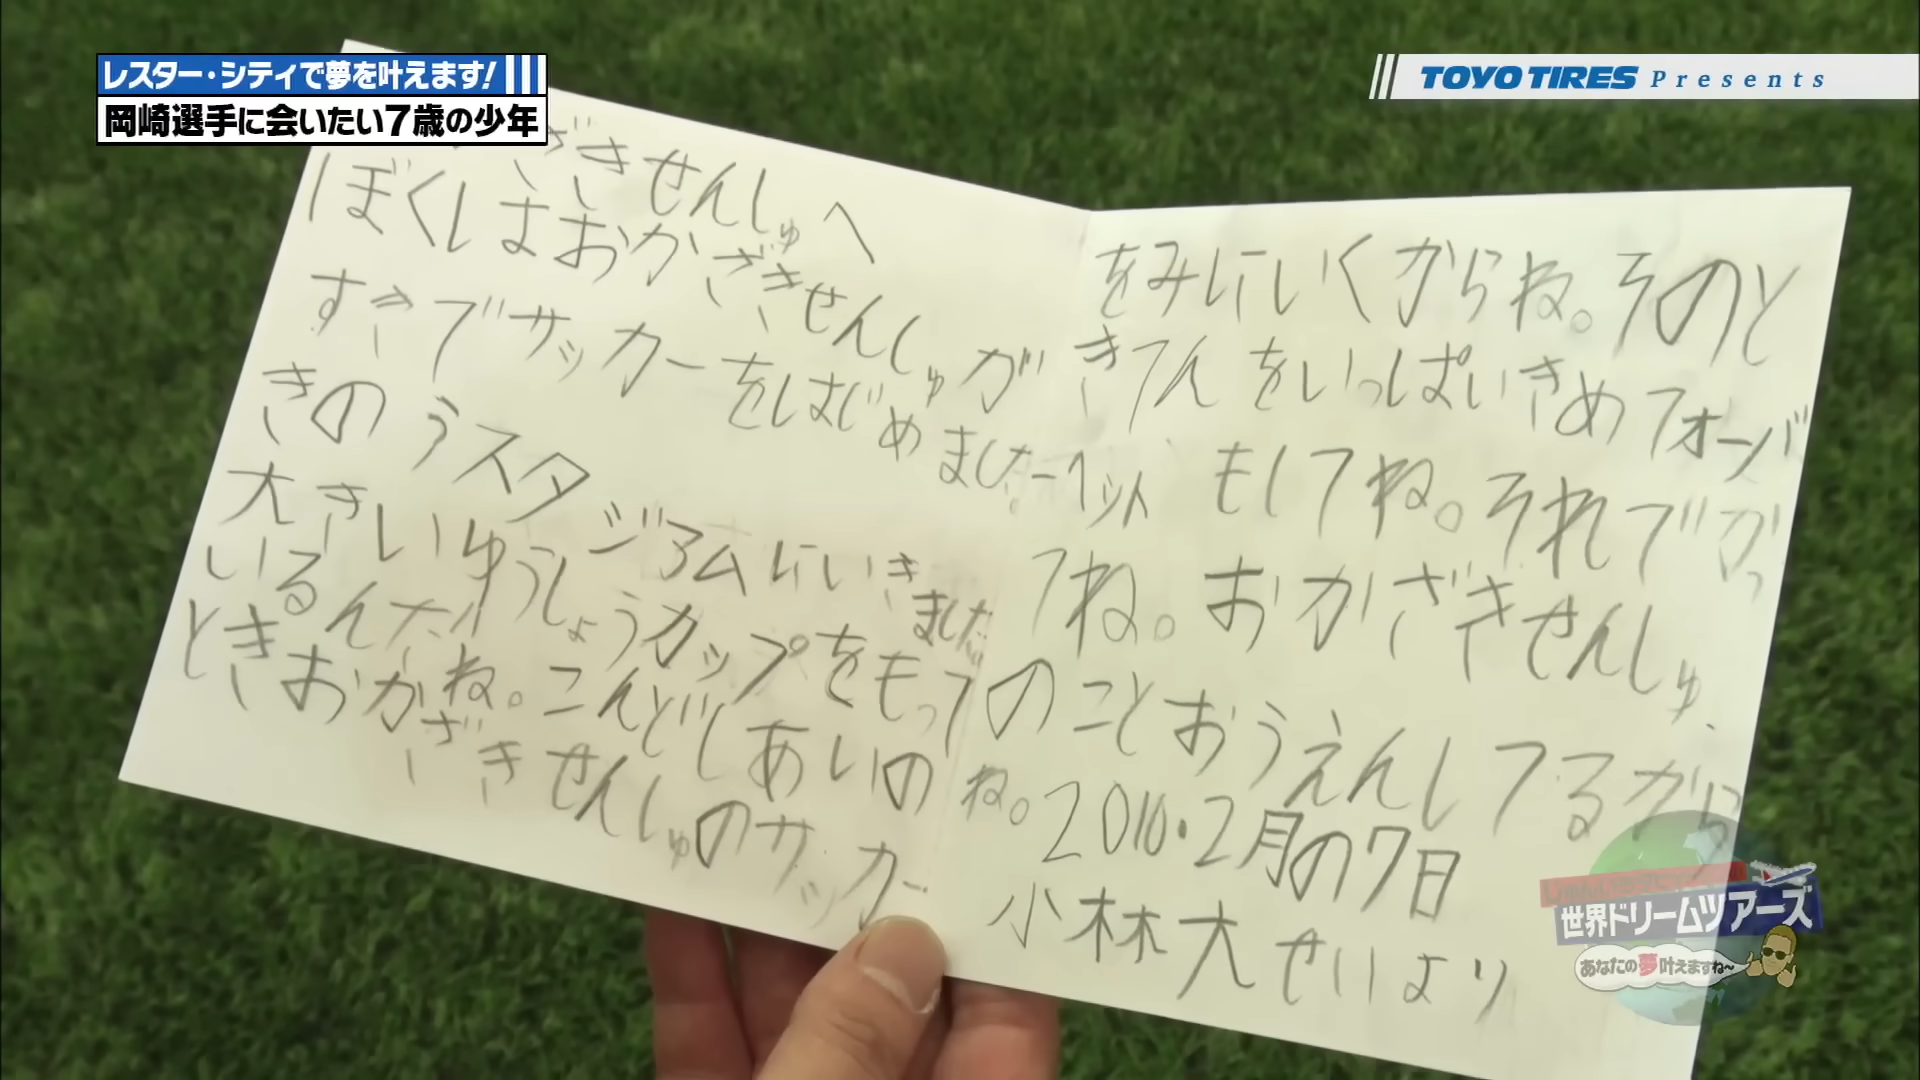 レスター・シティで夢を叶えます!
岡崎選手に会いたい7歳の少年
TOYO TIRES Presents
ざきせんしゅへ
ぼくしはおかざきせんしゅが
すきでサッカーをはじめました。
きのうスタジアムにいきました
大きいゆうしょうカップをもって
いるんだね。こんどしあいの
ときおかざきせんしゅのサッカー
をみにいくからね。そのと
きてんをいっぱいきめてオーバ
ーヘットもしてね。それでかっ
てね。おかざきせんしゅ
のことおうえんしてるから
ね。2010.2月の7日
小林大せいより
世界ドリームツアーズ
あなたの夢叶えますね~